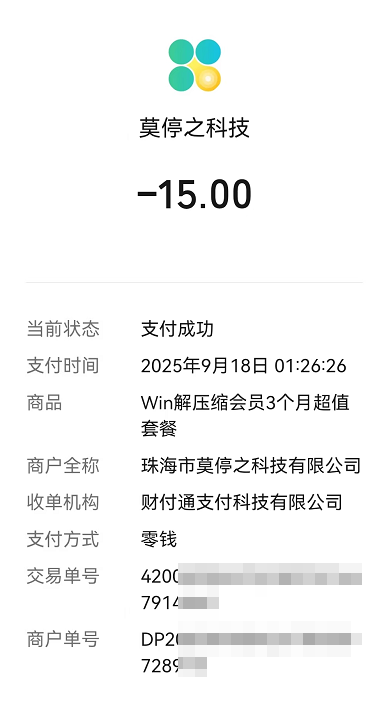 莫停之科技
-15.00
当前状态 支付成功
支付时间 2025年9月18日 01:26:26
商品 Win解压缩会员3个月超值
套餐
商户全称 珠海市莫停之科技有限公司
收单机构 财付通支付科技有限公司
支付方式 零钱
交易单号 4200
7914
商户单号 DP20
7289